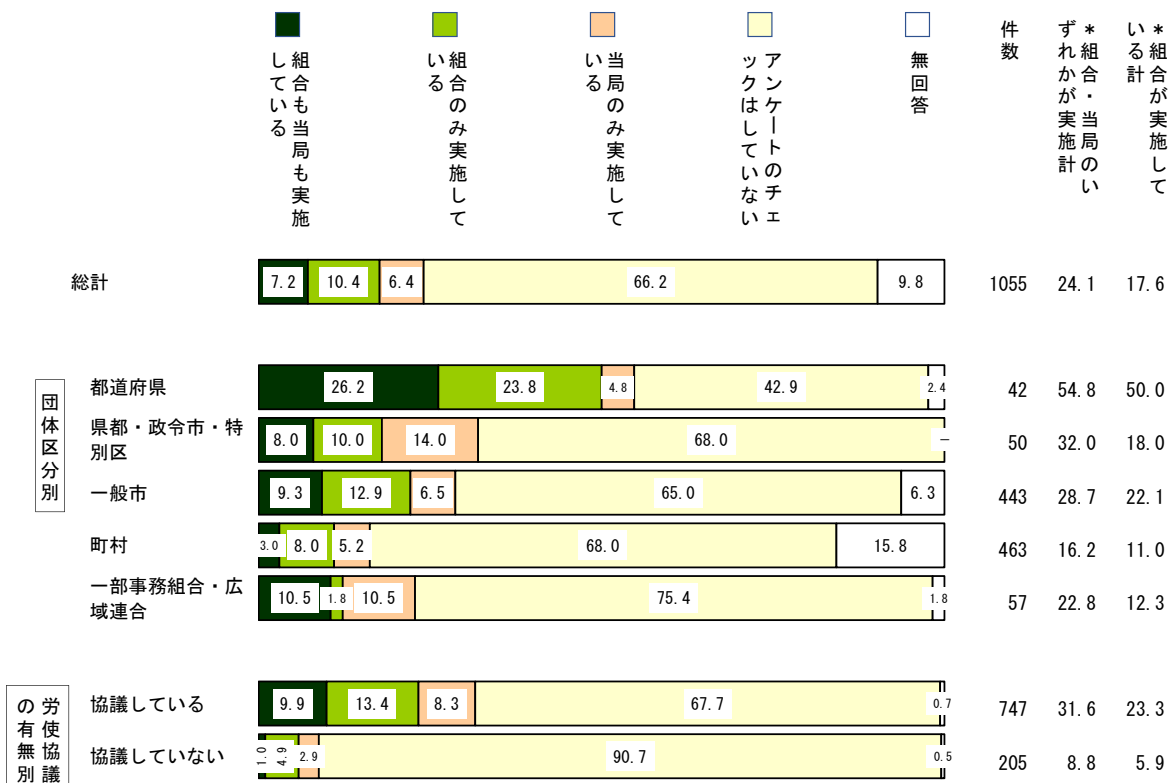 組合も当局も実施
している
組合のみ実施して
いる
当局のみ実施して
いる
アンケートのチェ
ックはしていない
無回答
件数
＊組合・当局のい
ずれかが実施計
＊組合が実施して
いる計
総計 7.2 10.4 6.4 66.2 9.8 1055 24.1 17.6
団体区分別
都道府県 26.2 23.8 4.8 42.9 2.4 42 54.8 50.0
県都・政令市・特
別区 8.0 10.0 14.0 68.0 － 50 32.0 18.0
一般市 9.3 12.9 6.5 65.0 6.3 443 28.7 22.1
町村 3.0 8.0 5.2 68.0 15.8 463 16.2 11.0
一部事務組合・広
域連合 10.5 1.8 10.5 75.4 1.8 57 22.8 12.3
労使協議
の有無別
協議している 9.9 13.4 8.3 67.7 0.7 747 31.6 23.3
協議していない 1.0 4.9 2.9 90.7 0.5 205 8.8 5.9